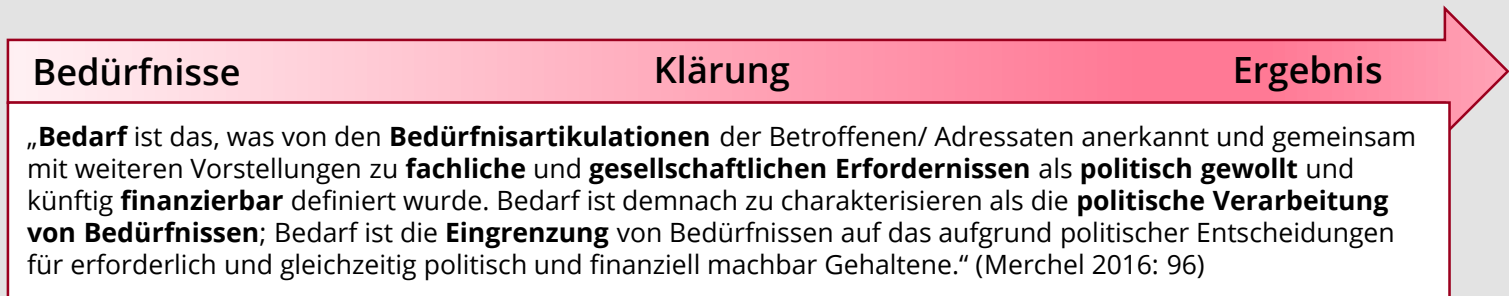 Bedürfnisse Klärung Ergebnis
„Bedarf ist das, was von den Bedürfnisartikulationen der Betroffenen/ Adressaten anerkannt und gemeinsam
mit weiteren Vorstellungen zu fachliche und gesellschaftlichen Erfordernissen als politisch gewollt und
künftig finanzierbar definiert wurde. Bedarf ist demnach zu charakterisieren als die politische Verarbeitung
von Bedürfnissen; Bedarf ist die Eingrenzung von Bedürfnissen auf das aufgrund politischer Entscheidungen
für erforderlich und gleichzeitig politisch und finanziell machbar Gehaltene.“ (Merchel 2016: 96)